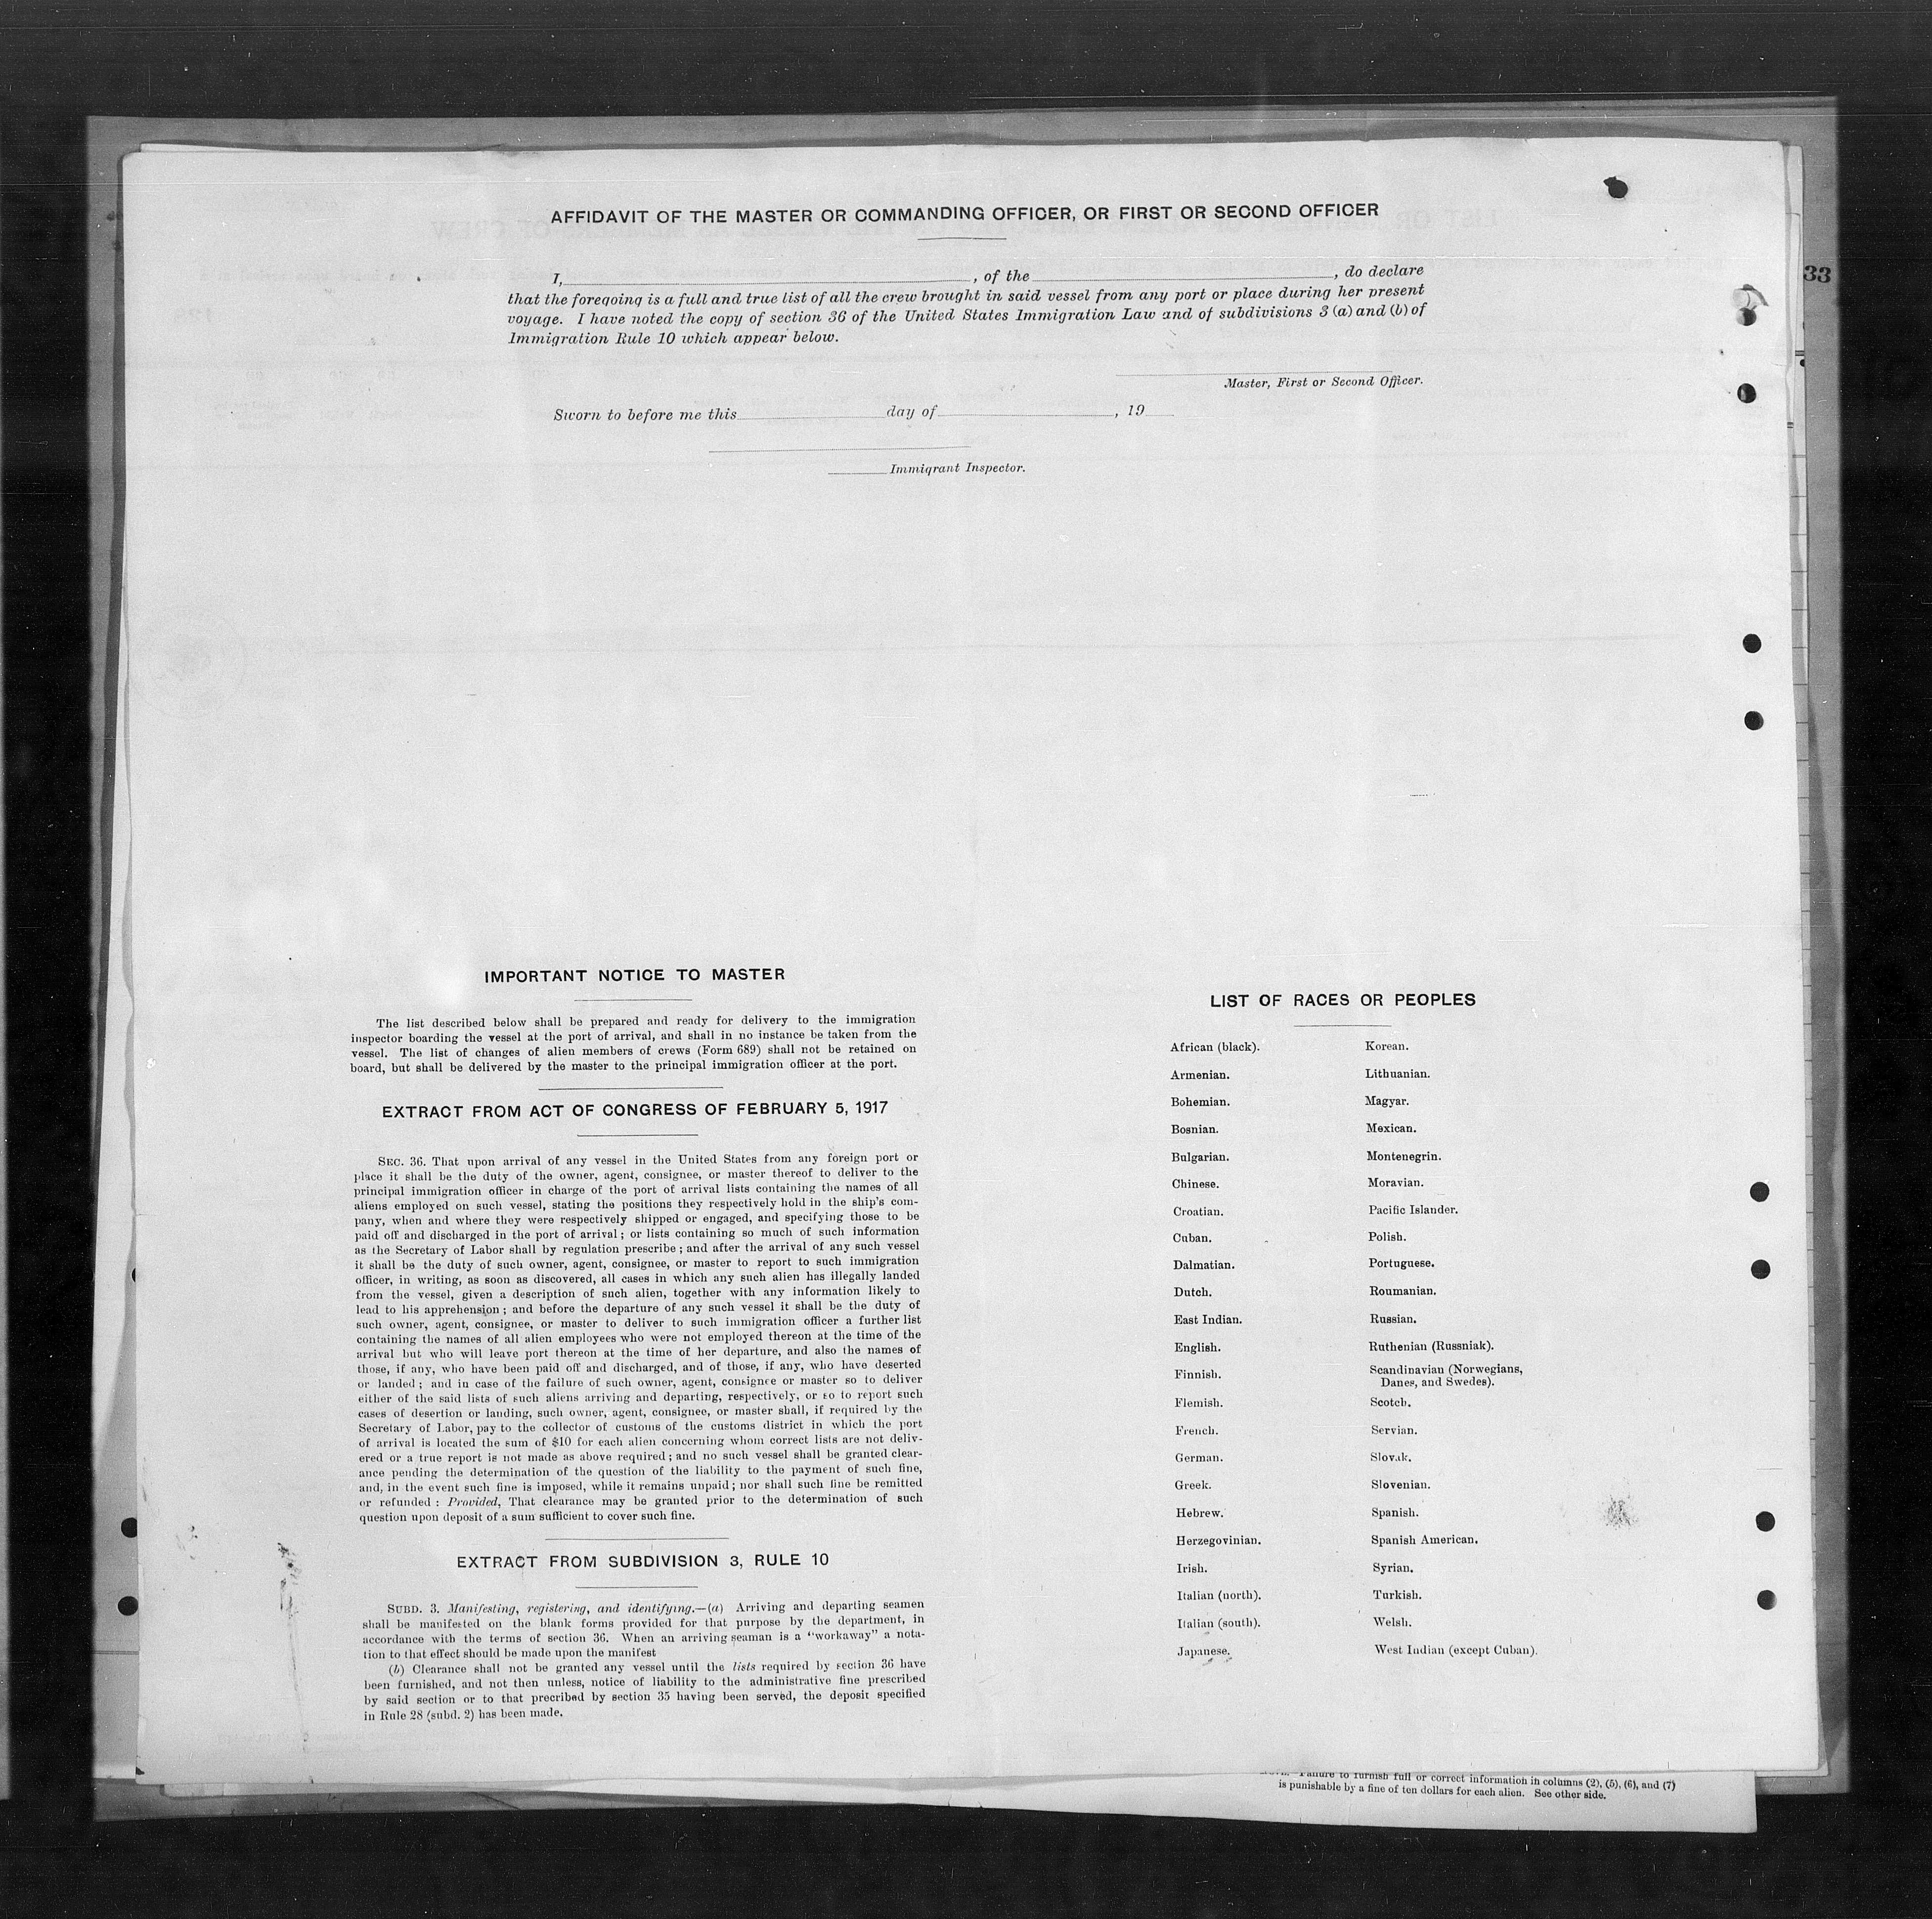 AFFIDAVIT OF THE MASTER OR COMMANDING OFFICER, OR FIRST OR SECOND OFFICER
I, , of the , do declare
that the foregoing is a full and true list of all the crew brought in said vessel from any port or place during her present
voyage. I have noted the copy of section 36 of the United States Immigration Law and of subdivisions 3 (a) and (b) of
Immigration Rule 10 which appear below.
Master, First or Second Officer.
Sworn to before me this day of , 19
Immigrant Inspector.
33
IMPORTANT NOTICE TO MASTER
The list described below shall be prepared and ready for delivery to the immigration
inspector boarding the vessel at the port of arrival, and shall in no instance be taken from the
vessel. The list of changes of alien members of crews (Form 689) shall not be retained on
board, but shall be delivered by the master to the principal immigration officer at the port.
EXTRACT FROM ACT OF CONGRESS OF FEBRUARY 5, 1917
SEC. 36. That upon arrival of any vessel in the United States from any foreign port or
place it shall be the duty of the owner, agent, consignee, or master thereof to deliver to the
principal immigration officer in charge of the port of arrival lists containing the names of all
aliens employed on such vessel, stating the positions they respectively hold in the ship's com-
pany, when and where they were respectively shipped or engaged, and specifying those to be
paid off and discharged in the port of arrival; or lists containing so much of such information
as the Secretary of Labor shall by regulation prescribe; and after the arrival of any such vessel
it shall be the duty of such owner, agent, consignee, or master to report to such immigration
officer, in writing, as soon as discovered, all cases in which any such alien has illegally landed
from the vessel, given a description of such alien, together with any information likely to
lead to his apprehension; and before the departure of any such vessel it shall be the duty of
such owner, agent, consignee, or master to deliver to such immigration officer a further list
containing the names of all alien employees who were not employed thereon at the time of the
arrival but who will leave port thereon at the time of her departure, and also the names of
those, if any, who have been paid off and discharged, and of those, if any, who have deserted
or landed; and in case of the failure of such owner, agent, consignee or master so to deliver
either of the said lists of such aliens arriving and departing, respectively, or so to report such
cases of desertion or landing, such owner, agent, consignee, or master shall, if required by the
Secretary of Labor, pay to the collector of customs of the customs district in which the port
of arrival is located the sum of $10 for each alien concerning whom correct lists are not deliv-
ered or a true report is not made as above required; and no such vessel shall be granted clear-
ance pending the determination of the question of the liability to the payment of such fine,
and, in the event such fine is imposed, while it remains unpaid; nor shall such fine be remitted
or refunded: Provided, That clearance may be granted prior to the determination of such
question upon deposit of a sum sufficient to cover such fine.
EXTRACT FROM SUBDIVISION 3, RULE 10
SUBD. 3. Manifesting, registering, and identifying.—(a) Arriving and departing seamen
shall be manifested on the blank forms provided for that purpose by the department, in
accordance with the terms of section 36. When an arriving seaman is a "workaway" a nota-
tion to that effect should be made upon the manifest
(b) Clearance shall not be granted any vessel until the lists required by section 36 have
been furnished, and not then unless, notice of liability to the administrative fine prescribed
by said section or to that precribed by section 35 having been served, the deposit specified
in Rule 28 (subd. 2) has been made.
LIST OF RACES OR PEOPLES
African (black).
Armenian.
Bohemian.
Bosnian.
Bulgarian.
Chinese.
Croatian.
Cuban.
Dalmatian.
Dutch.
East Indian.
English.
Finnish.
Flemish.
French.
German.
Greek.
Hebrew.
Herzegovinian.
Irish.
Italian (north).
Italian (south).
Japanese.
Korean.
Lithuanian.
Magyar.
Mexican.
Montenegrin.
Moravian.
Pacific Islander.
Polish.
Portuguese.
Roumanian.
Russian.
Ruthenian (Russniak).
Scandinavian (Norwegians,
Danes, and Swedes).
Scotch.
Servian.
Slovak.
Slovenian.
Spanish.
Spanish American.
Syrian.
Turkish.
Welsh.
West Indian (except Cuban).
Failure to furnish full or correct information in columns (2), (5), (6), and (7)
is punishable by a fine of ten dollars for each alien. See other side.